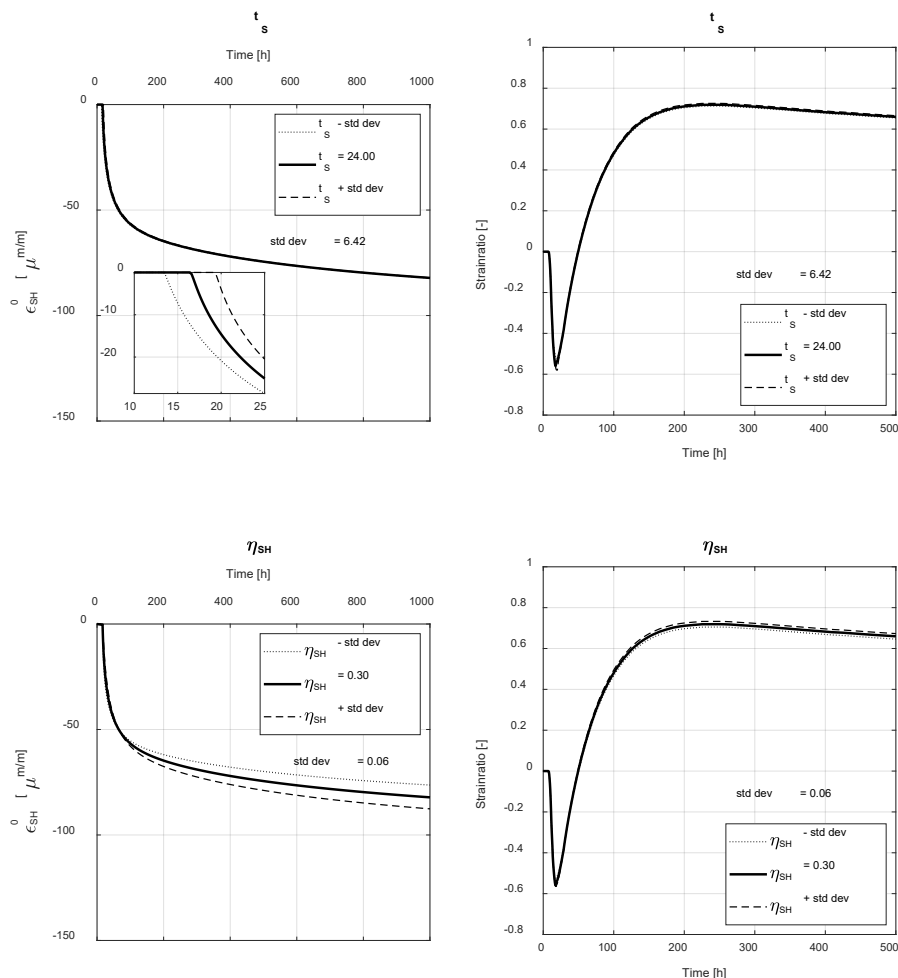 t S
Time [h]
0 200 400 600 800 1000
0
-50
-100
-150
ϵ SH 0 [ μ m/m]
t S - std dev
t S = 24.00
t S + std dev
std dev = 6.42
0
-10
-20
10 15 20 25
t S
1
0.8
0.6
0.4
0.2
0
-0.2
-0.4
-0.6
-0.8
Strainratio [-]
std dev = 6.42
t S - std dev
t S = 24.00
t S + std dev
0 100 200 300 400 500
Time [h]
η SH
Time [h]
0 200 400 600 800 1000
0
-50
-100
-150
ϵ SH 0 [ μ m/m]
η SH - std dev
η SH = 0.30
η SH + std dev
std dev = 0.06
η SH
1
0.8
0.6
0.4
0.2
0
-0.2
-0.4
-0.6
-0.8
Strainratio [-]
std dev = 0.06
η SH - std dev
η SH = 0.30
η SH + std dev
0 100 200 300 400 500
Time [h]